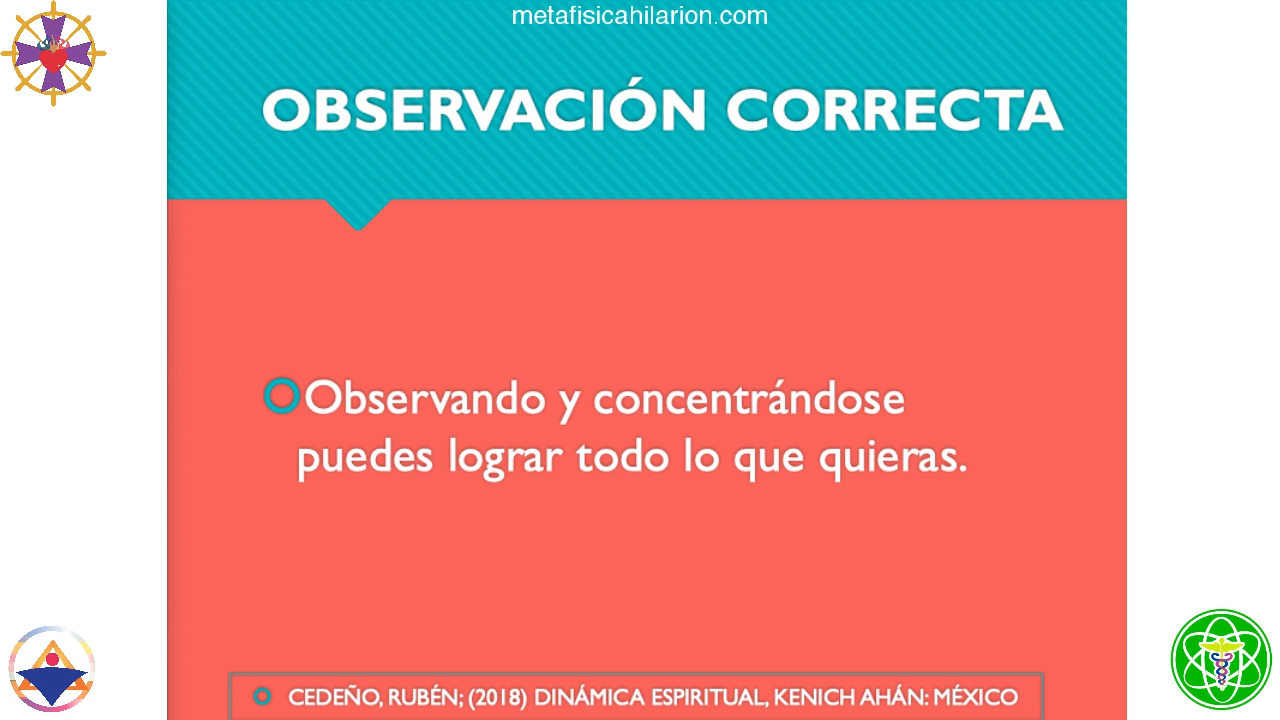 metafisicahilarion.com
OBSERVACIÓN CORRECTA
Observando y concentrándose
puedes lograr todo lo que quieras.
CEDEÑO, RUBÉN; (2018) DINÁMICA ESPIRITUAL, KENICH AHÁN: MÉXICO